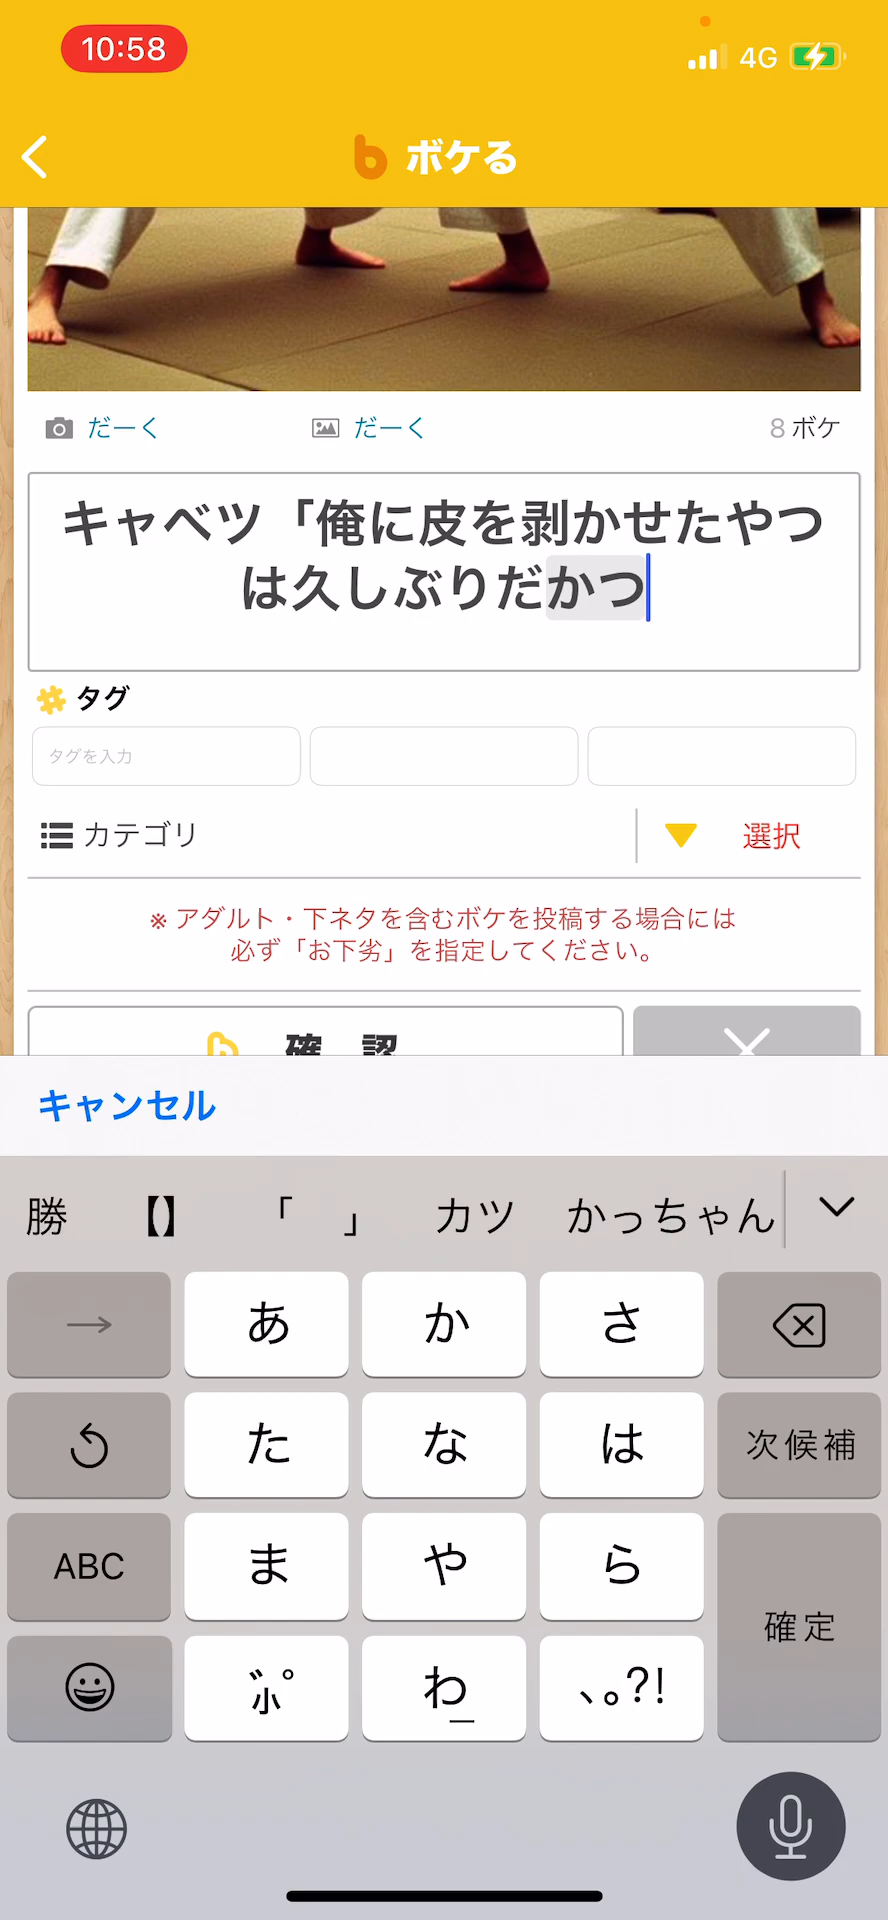 10:58
4G
ボケる
だーく
だーく
8 ボケ
キャベツ「俺に皮を剥かせたやつ
は久しぶりだかつ
タグ
タグを入力
カテゴリ
選択
※ アダルト・下ネタを含むボケを投稿する場合には
必ず「お下劣」を指定してください。
確 認
キャンセル
勝 【】 「 」 カツ かっちゃん
→ あ か さ
た な は 次候補
ABC ま や ら
確定
小゛゜ わ_ 、。?!